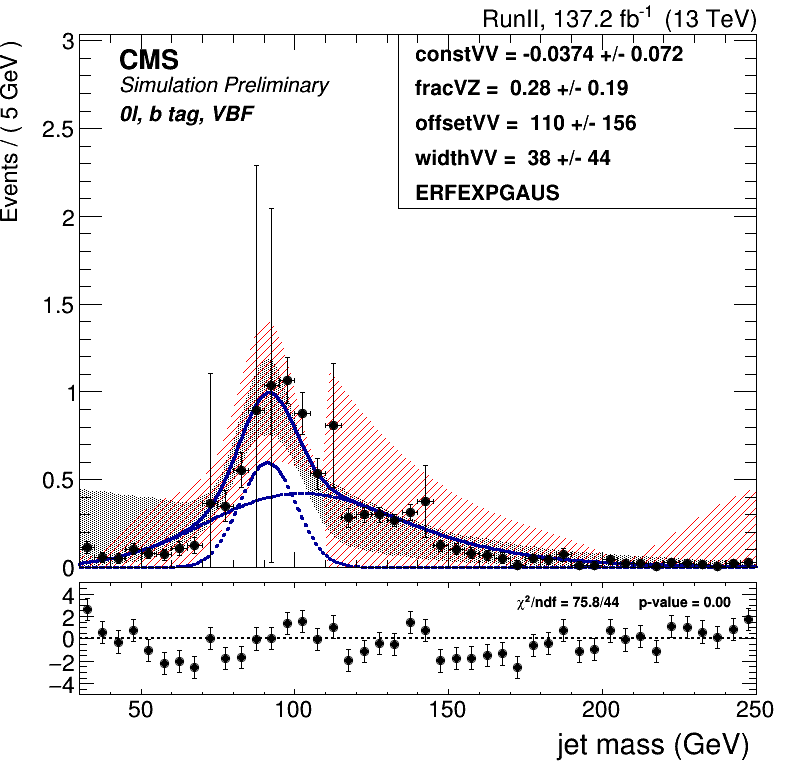 RunII, 137.2 fb⁻¹ (13 TeV)
CMS
Simulation Preliminary
0l, b tag, VBF
constVV = -0.0374 +/- 0.072
fracVZ = 0.28 +/- 0.19
offsetVV = 110 +/- 156
widthVV = 38 +/- 44
ERFEXPGAUS
Events / ( 5 GeV )
3
2.5
2
1.5
1
0.5
0
χ²/ndf = 75.8/44 p-value = 0.00
4
2
0
−2
−4
50 100 150 200 250
jet mass (GeV)